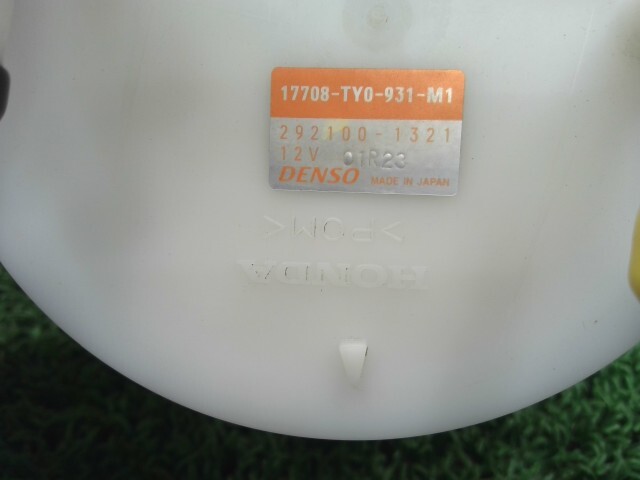 17708-TY0-931-M1
292100-1321
12V 01R23
DENSO MADE IN JAPAN
>POM<
HONDA